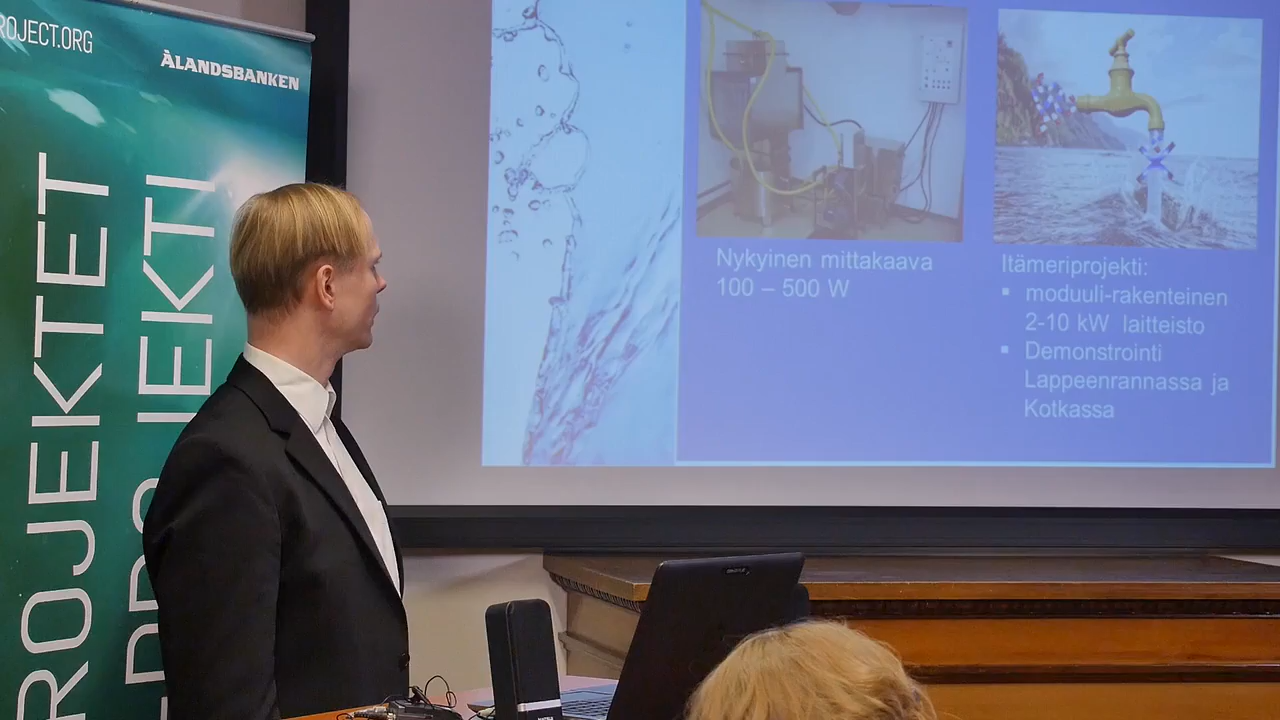 ROJECT.ORG
ÅLANDSBANKEN
ROJEKTET
PROJEKTI
Nykyinen mittakaava
100 – 500 W
Itämeriprojekti:
▪ moduuli-rakenteinen
2-10 kW laitteisto
▪ Demonstrointi
Lappeenrannassa ja
Kotkassa